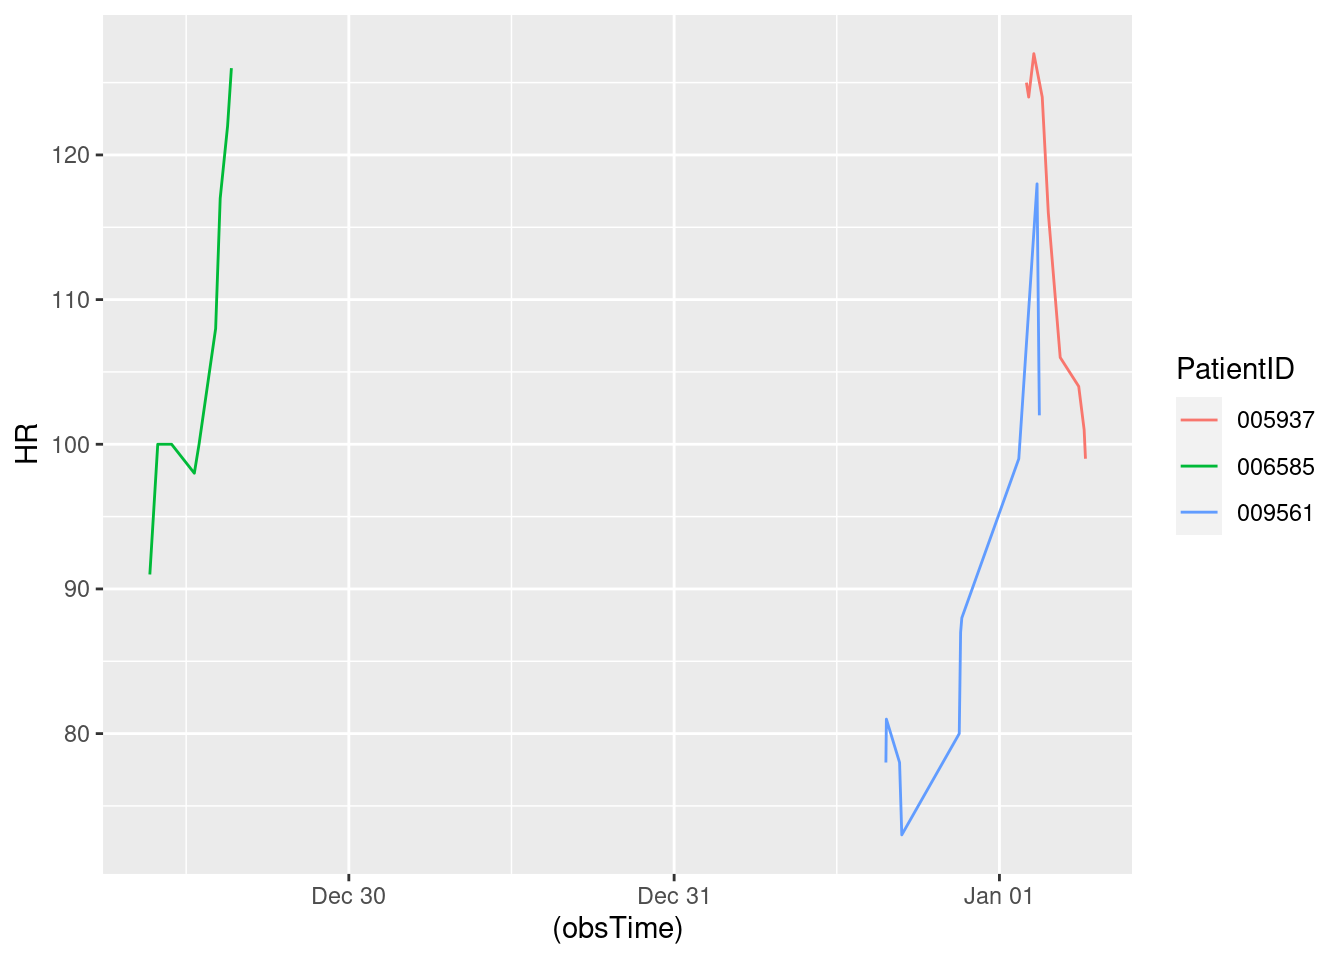 120
110
100
90
80
HR
Dec 30
Dec 31
Jan 01
(obsTime)
PatientID
005937
006585
009561